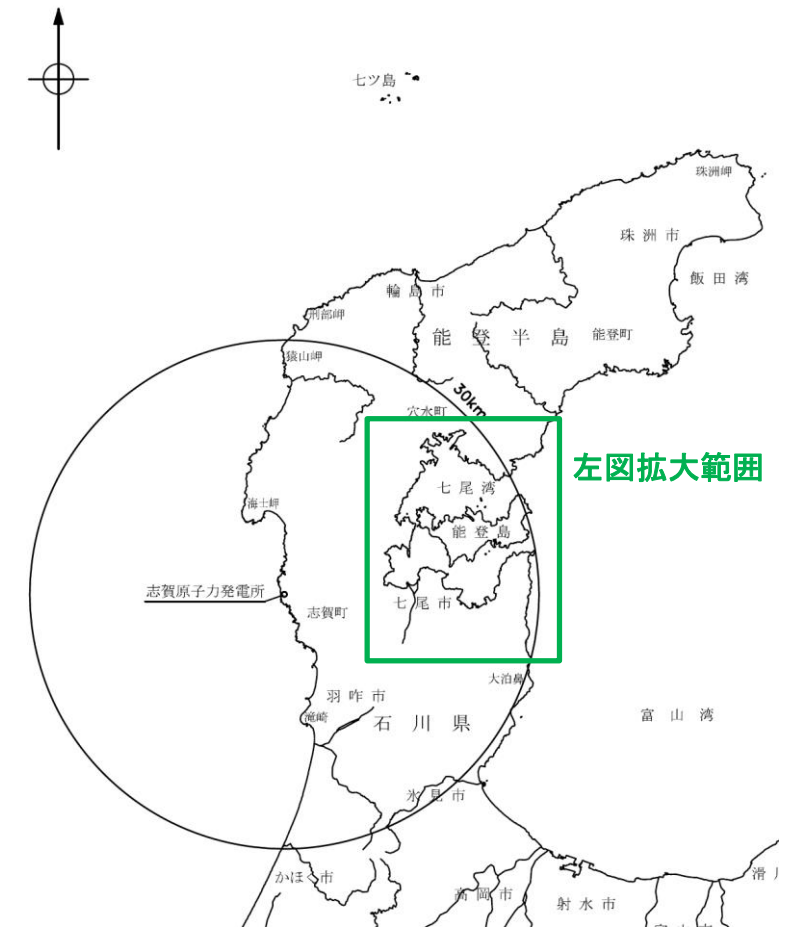 七ツ島
珠洲岬
珠 洲 市
飯 田 湾
輪 島 市
刑部岬
能 登 半 島
能登町
猿山岬
30km
穴水町
左図拡大範囲
七 尾 湾
海士岬
能 登 島
志賀原子力発電所
志賀町
七 尾 市
大泊鼻
羽 咋 市
滝崎
石 川 県
富 山 湾
氷 見 市
かほく市
高 岡 市
射 水 市
滑